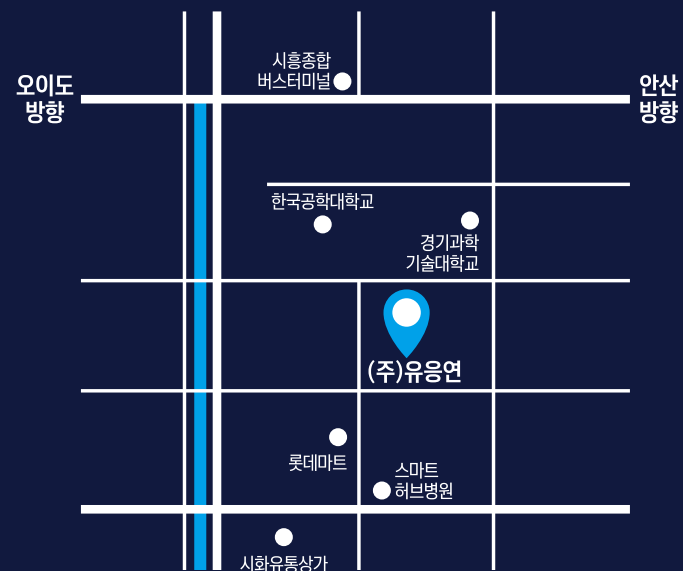 시흥종합
버스터미널
오이도
방향
안산
방향
한국공학대학교
경기과학
기술대학교
(주)유응연
롯데마트
스마트
허브병원
시화유통상가